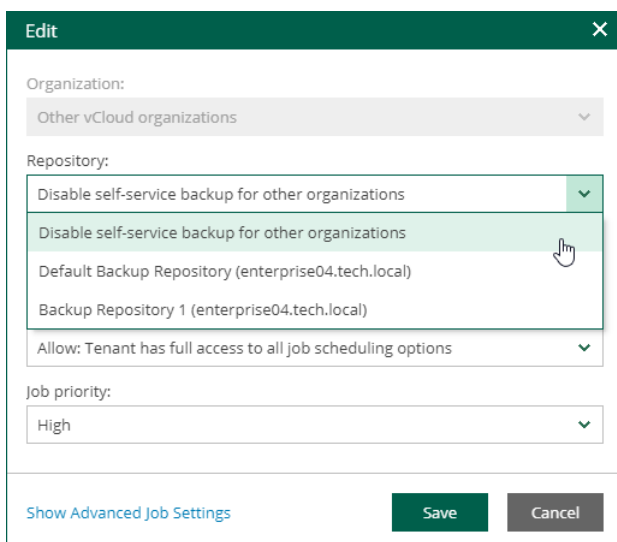 Edit
Organization:
Other vCloud organizations
Repository:
Disable self-service backup for other organizations
Disable self-service backup for other organizations
Default Backup Repository (enterprise04.tech.local)
Backup Repository 1 (enterprise04.tech.local)
Allow: Tenant has full access to all job scheduling options
Job priority:
High
Show Advanced Job Settings
Save
Cancel